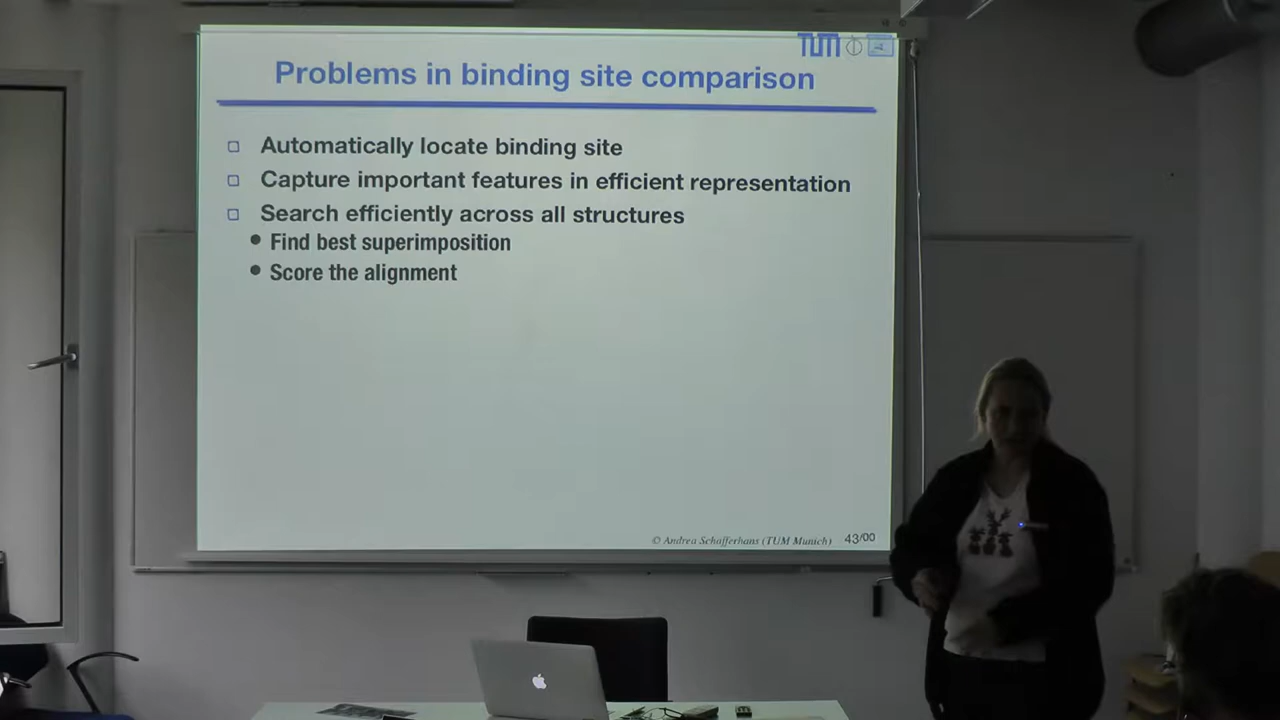 TUM
Problems in binding site comparison
Automatically locate binding site
Capture important features in efficient representation
Search efficiently across all structures
Find best superimposition
Score the alignment
© Andrea Schafferhans (TUM Munich) 43/00